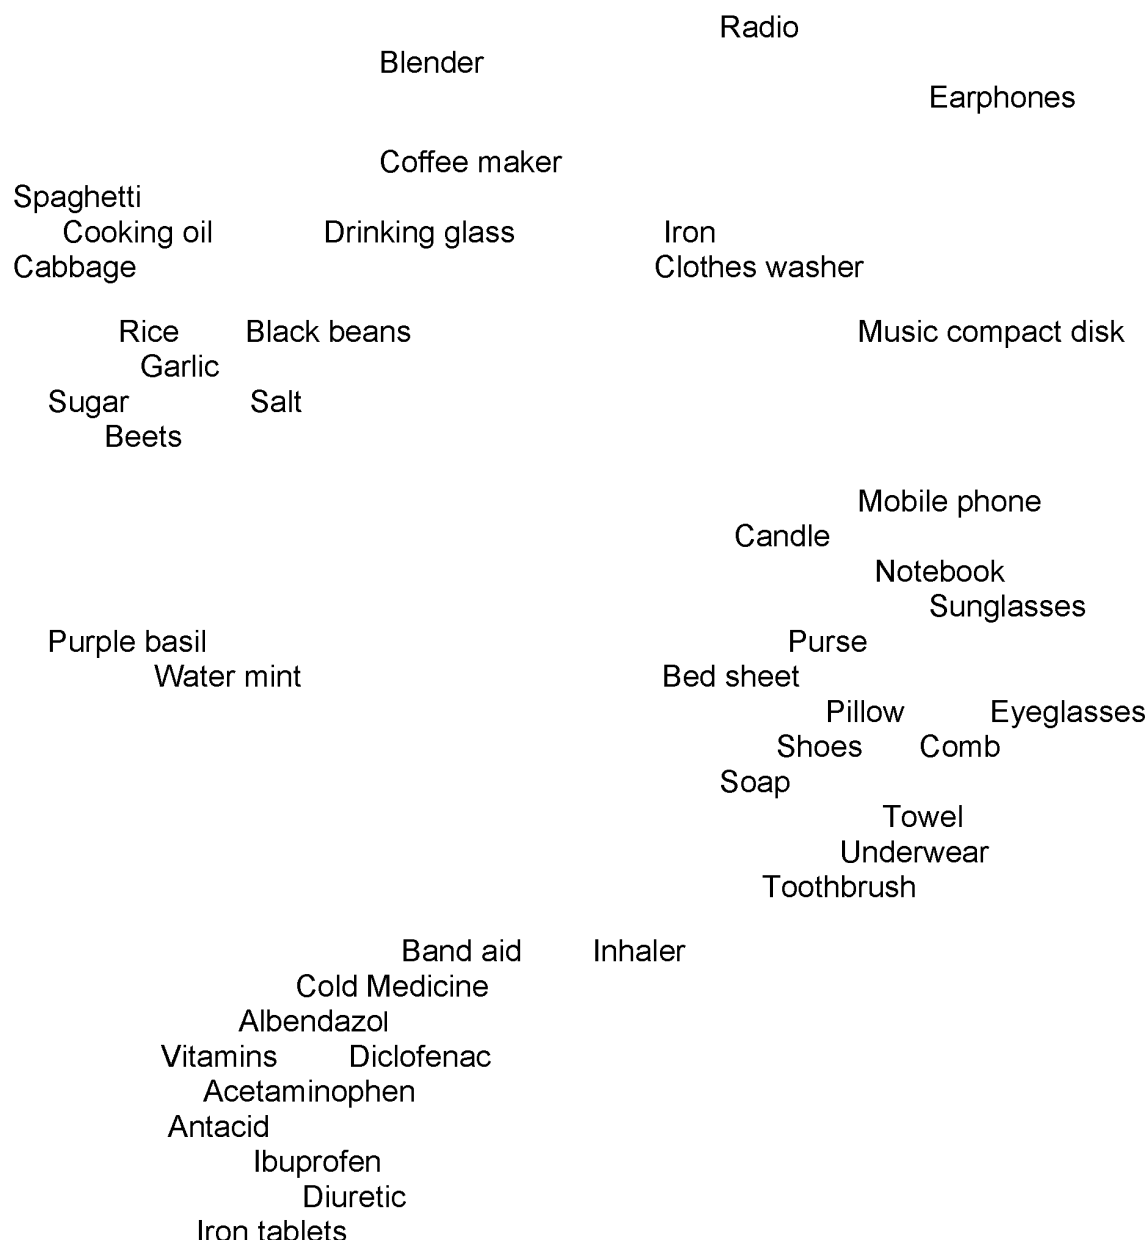 Radio
Blender
Earphones
Coffee maker
Spaghetti
Cooking oil Drinking glass Iron
Cabbage Clothes washer
Rice Black beans Music compact disk
Garlic
Sugar Salt
Beets
Mobile phone
Candle
Notebook
Sunglasses
Purple basil Purse
Water mint Bed sheet
Pillow Eyeglasses
Shoes Comb
Soap
Towel
Underwear
Toothbrush
Band aid Inhaler
Cold Medicine
Albendazol
Vitamins Diclofenac
Acetaminophen
Antacid
Ibuprofen
Diuretic
Iron tablets